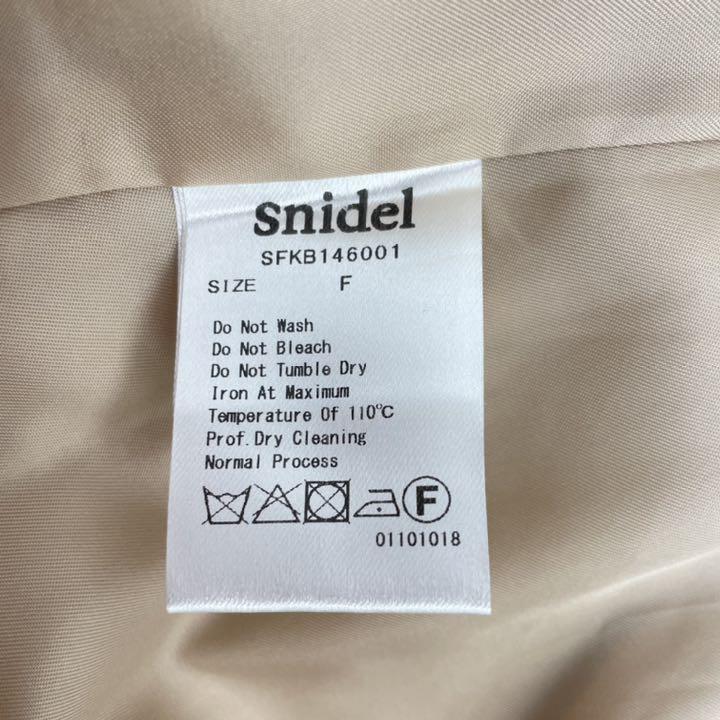 snidel
SFKB146001
SIZE F
Do Not Wash
Do Not Bleach
Do Not Tumble Dry
Iron At Maximum
Temperature Of 110℃
Prof.Dry Cleaning
Normal Process
F
01101018